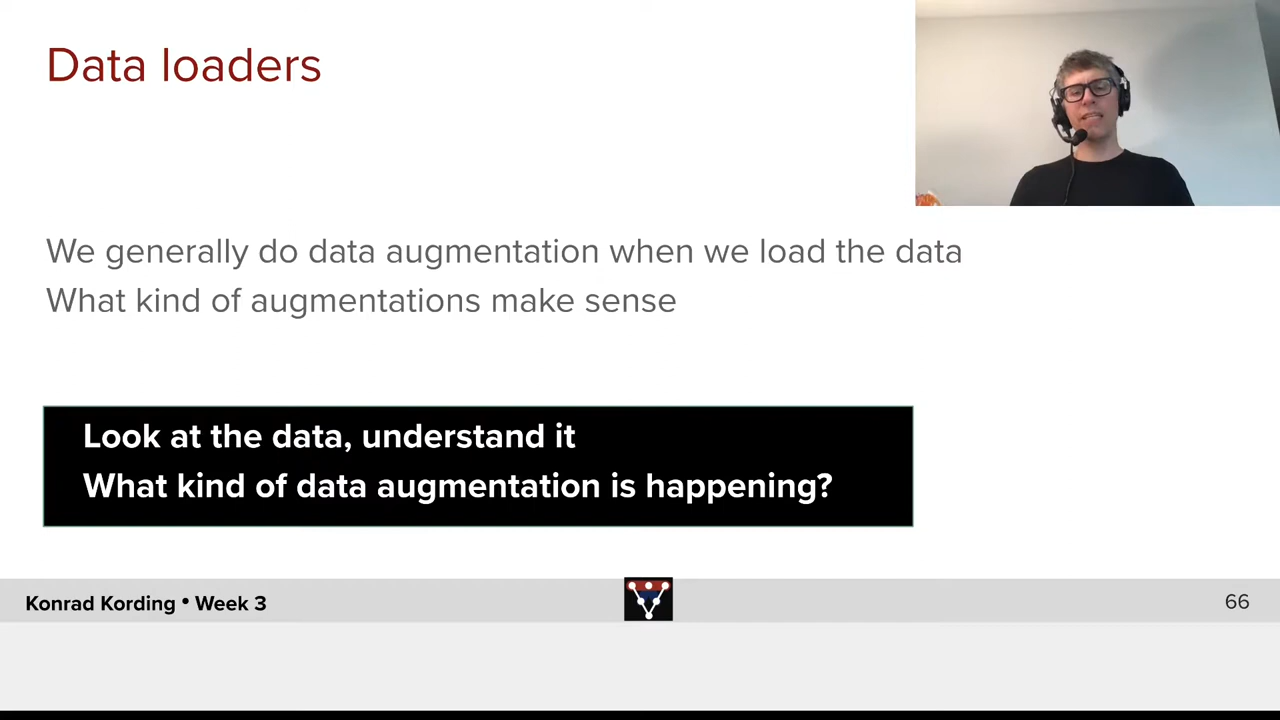 Data loaders
We generally do data augmentation when we load the data
What kind of augmentations make sense
Look at the data, understand it
What kind of data augmentation is happening?
Konrad Kording • Week 3
66